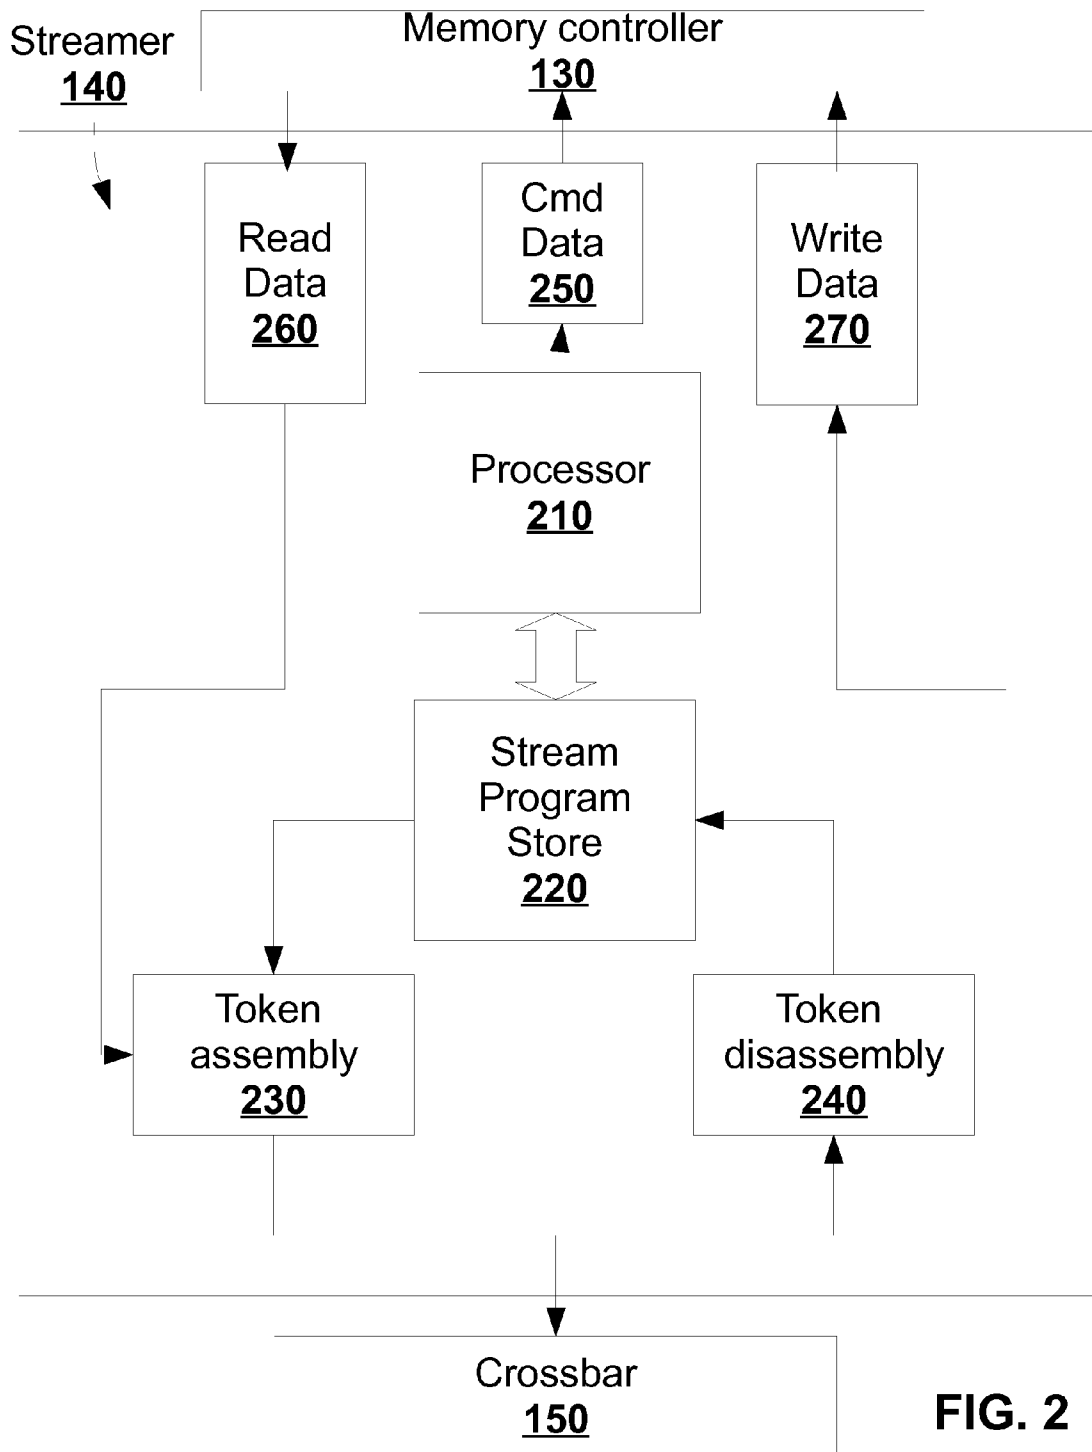 Streamer
140
Memory controller
130
Read
Data
260
Cmd
Data
250
Write
Data
270
Processor
210
Stream
Program
Store
220
Token
assembly
230
Token
disassembly
240
Crossbar
150
FIG. 2